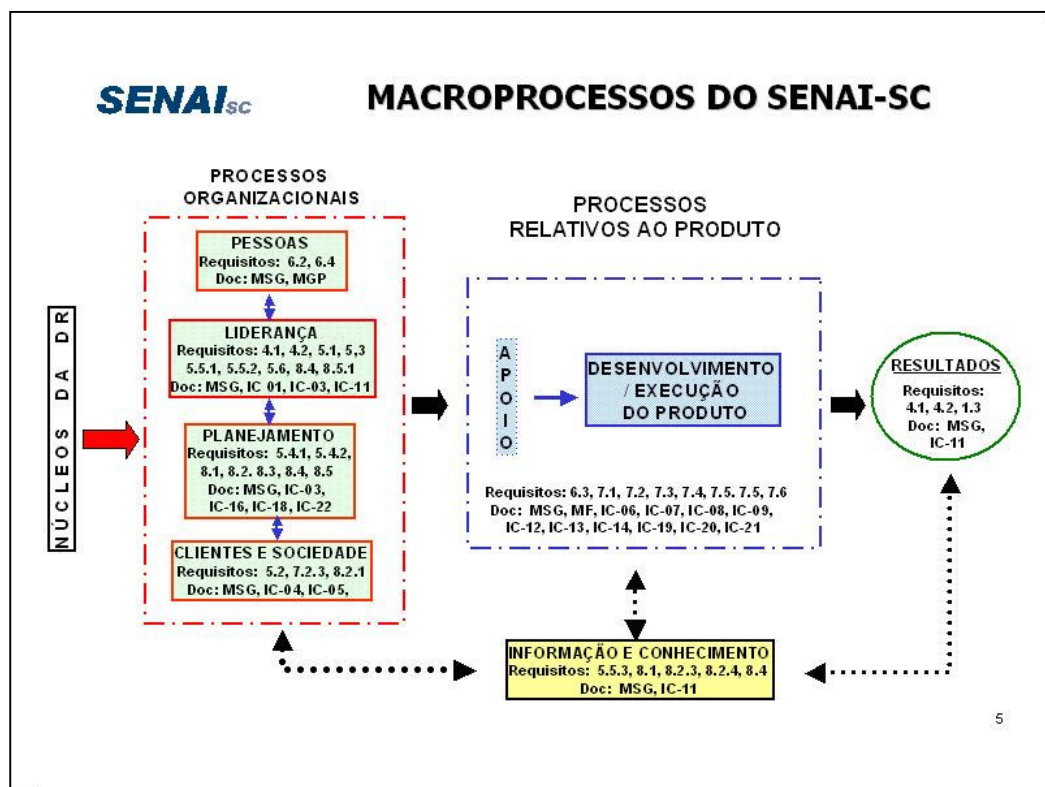 SENAIsc
MACROPROCESSOS DO SENAI-SC
NÚCLEOS DA DR
PROCESSOS
ORGANIZACIONAIS
PESSOAS
Requisitos: 6.2, 6.4
Doc: MSG, MGP
LIDERANÇA
Requisitos: 4.1, 4.2, 5.1, 5,3
5.5.1, 5.5.2, 5.6, 8.4, 8.5.1
Doc: MSG, IC 01, IC-03, IC-11
PLANEJAMENTO
Requisitos: 5.4.1, 5.4.2,
8.1, 8.2. 8.3, 8.4, 8.5
Doc: MSG, IC-03,
IC-16, IC-18, IC-22
CLIENTES E SOCIEDADE
Requisitos: 5.2, 7.2.3, 8.2.1
Doc: MSG, IC-04, IC-05,
PROCESSOS
RELATIVOS AO PRODUTO
APOIO
DESENVOLVIMENTO
/ EXECUÇÃO
DO PRODUTO
Requisitos: 6.3, 7.1, 7.2, 7.3, 7.4, 7.5. 7.5, 7.6
Doc: MSG, MF, IC-06, IC-07, IC-08, IC-09,
IC-12, IC-13, IC-14, IC-19, IC-20, IC-21
RESULTADOS
Requisitos:
4.1, 4.2, 1.3
Doc: MSG,
IC-11
INFORMAÇÃO E CONHECIMENTO
Requisitos: 5.5.3, 8.1, 8.2.3, 8.2.4, 8.4
Doc: MSG, IC-11
5